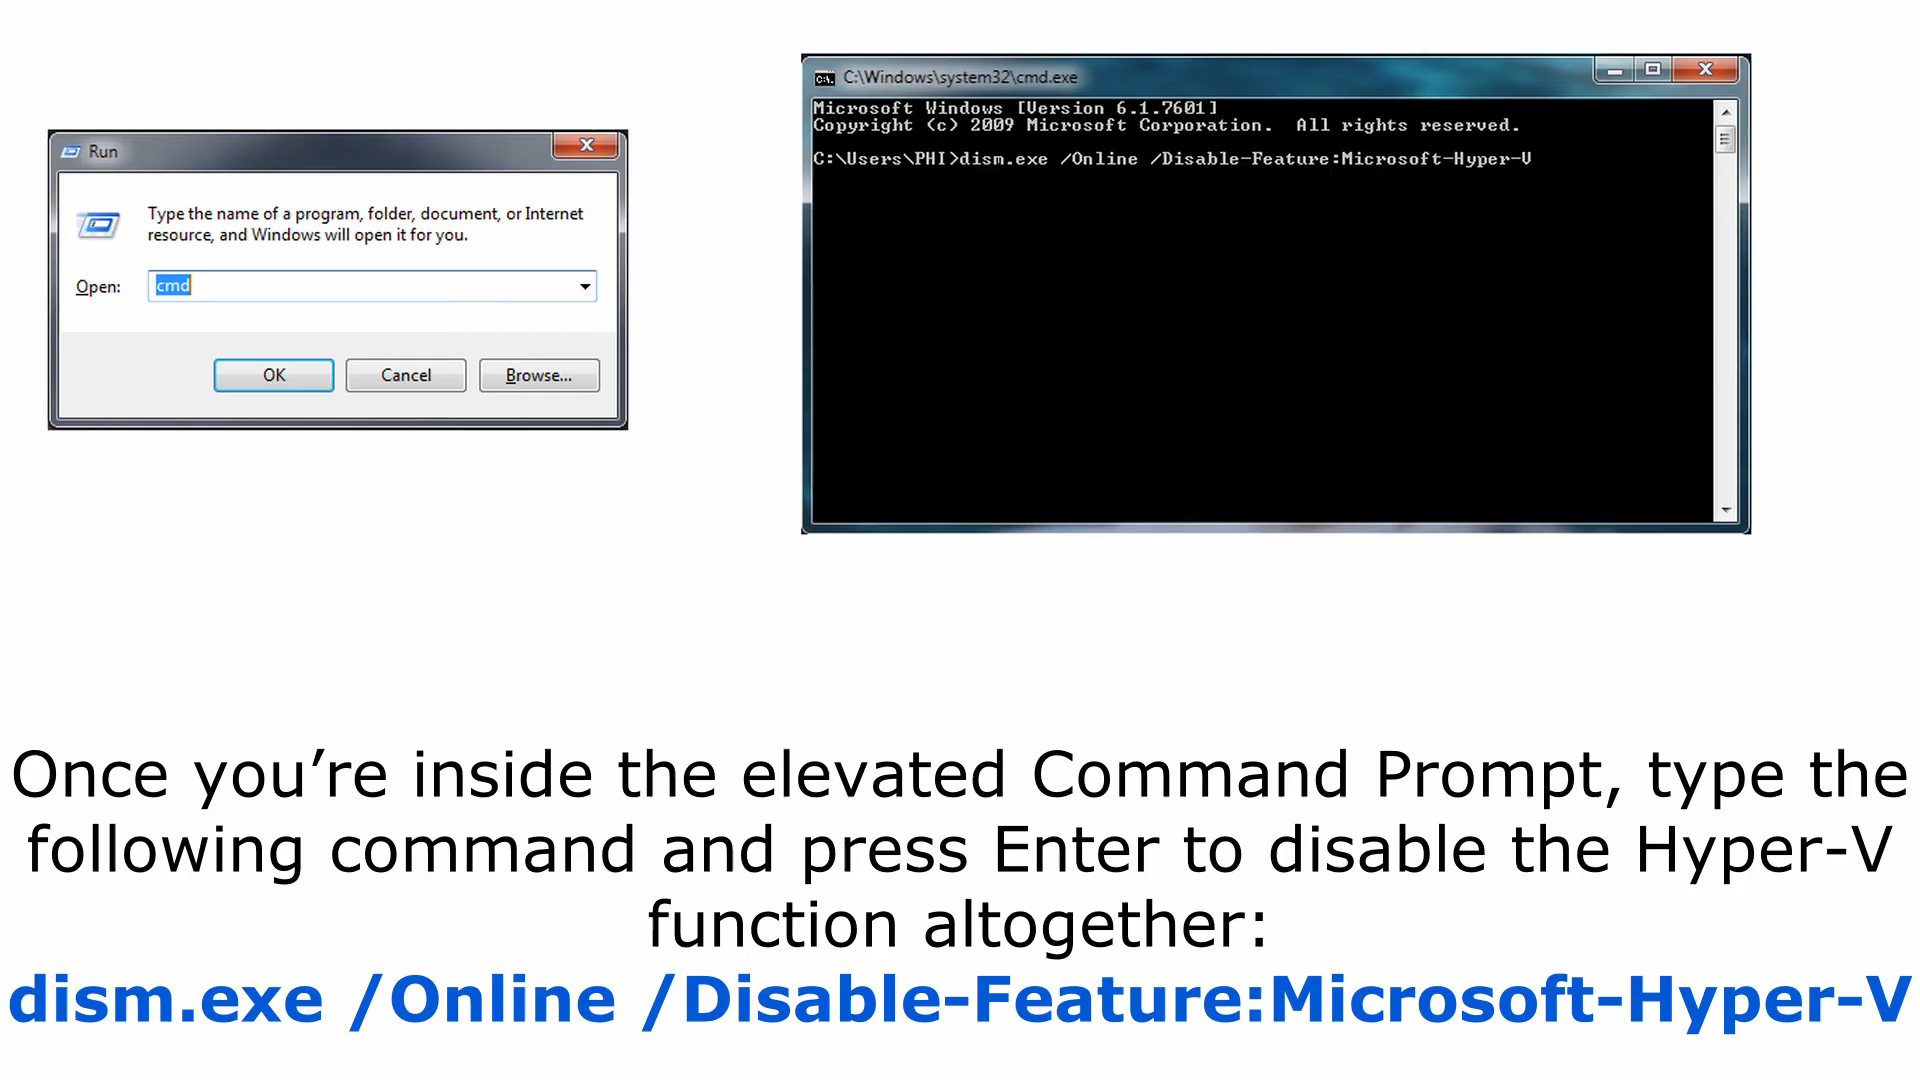 Run
Type the name of a program, folder, document, or Internet
resource, and Windows will open it for you.
Open: cmd
OK Cancel Browse...
C:\Windows\system32\cmd.exe
Microsoft Windows [Version 6.1.7601]
Copyright (c) 2009 Microsoft Corporation.  All rights reserved.
C:\Users\PHI>dism.exe /Online /Disable-Feature:Microsoft-Hyper-V
Once you’re inside the elevated Command Prompt, type the
following command and press Enter to disable the Hyper-V
function altogether:
dism.exe /Online /Disable-Feature:Microsoft-Hyper-V